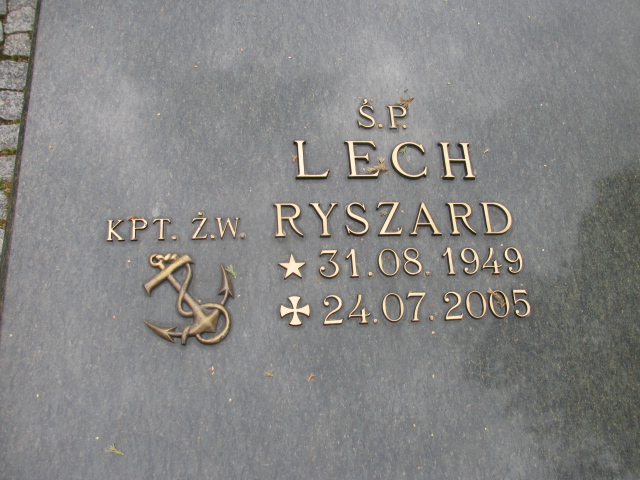 Ś.P.
LECH
KPT. Ż.W. RYSZARD
31.08.1949
24.07.2005